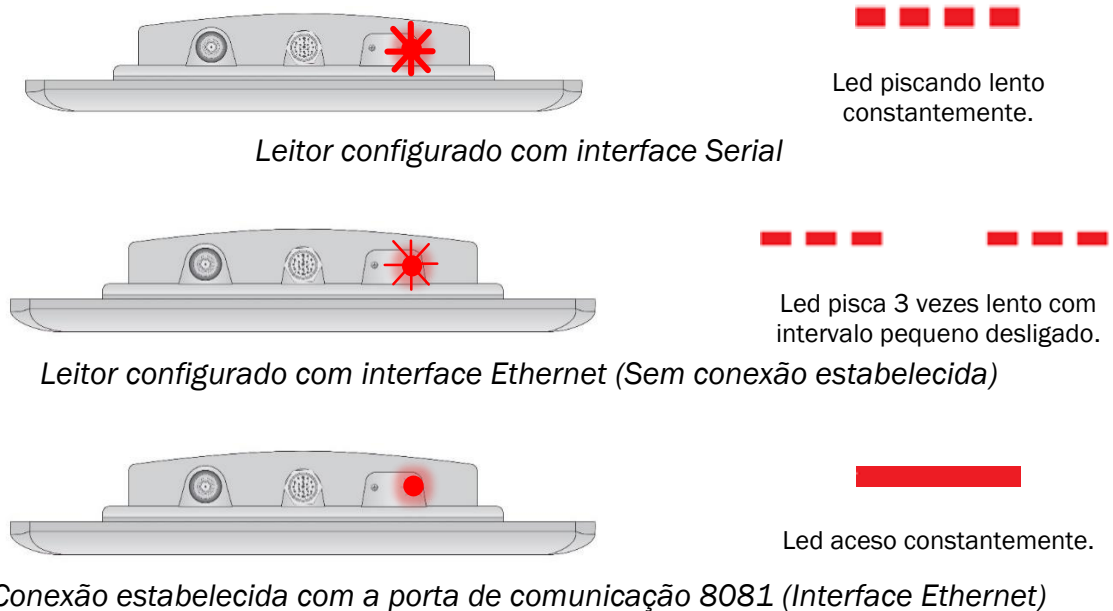 Led piscando lento
constantemente.
Leitor configurado com interface Serial
Led pisca 3 vezes lento com
intervalo pequeno desligado.
Leitor configurado com interface Ethernet (Sem conexão estabelecida)
Led aceso constantemente.
Conexão estabelecida com a porta de comunicação 8081 (Interface Ethernet)